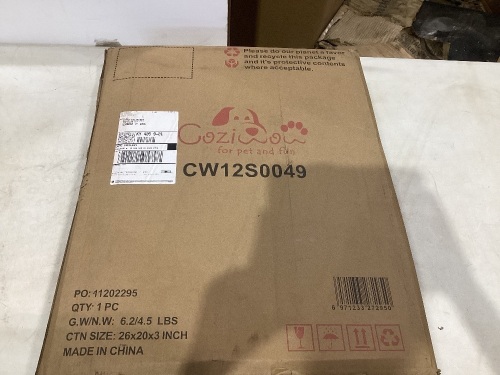 Please do our planet a favor
and recycle this package
and it's protective contents
where acceptable.
Coziwow
for pet and fun
CW12S0049
PO: 11202295
QTY: 1 PC
G.W/N.W: 6.2/4.5 LBS
CTN SIZE: 26x20x3 INCH
MADE IN CHINA